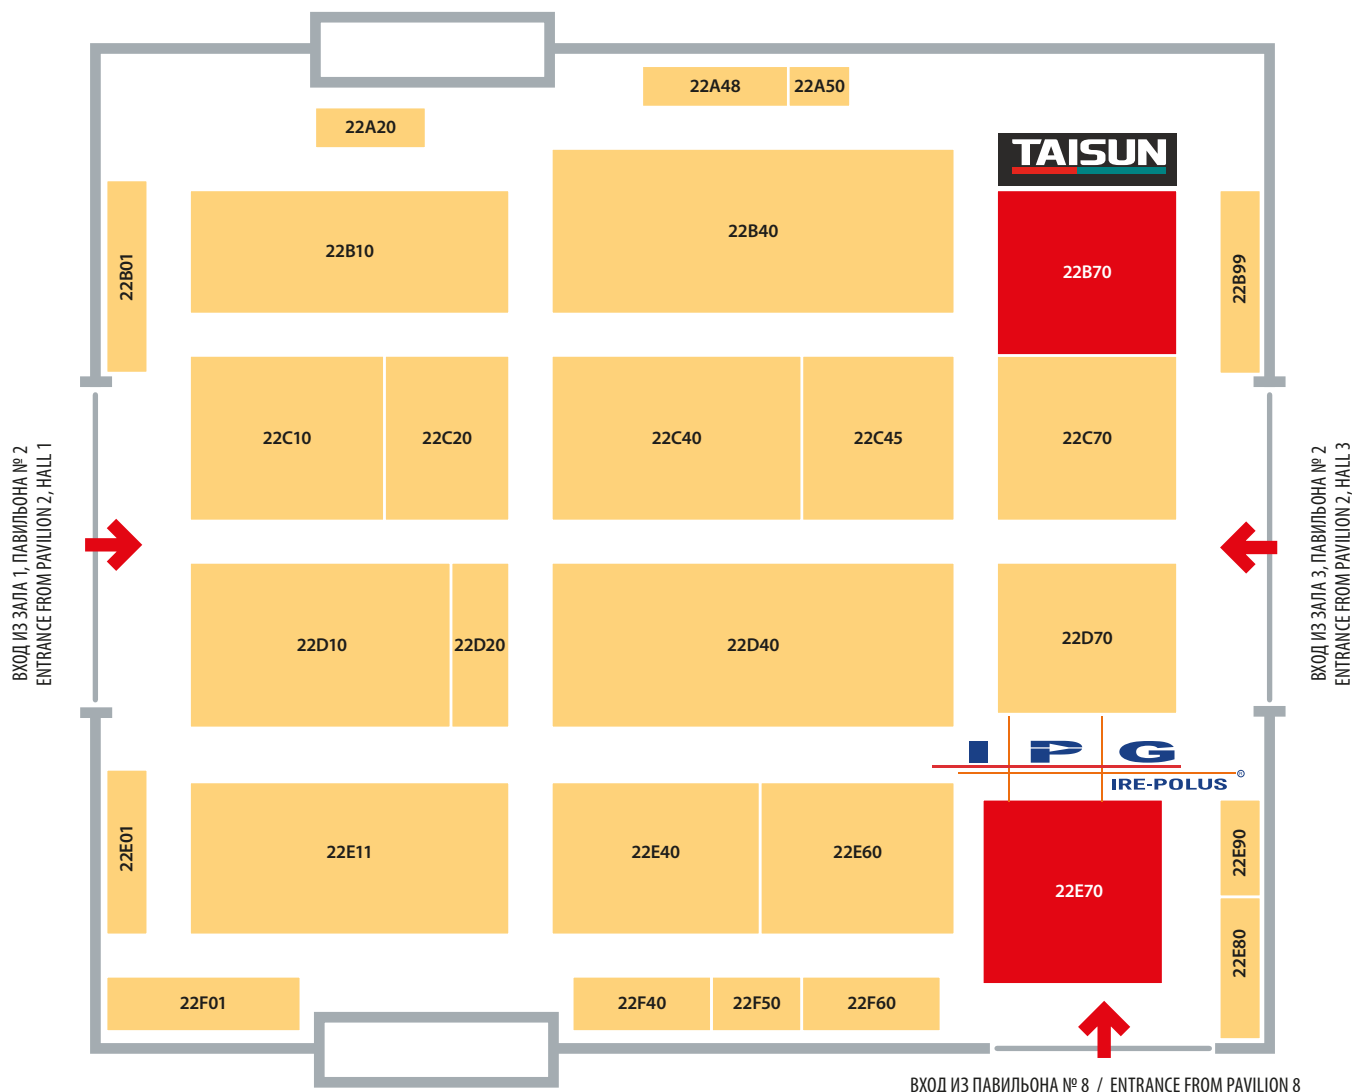 22A48
22A50
22A20
TAISUN
22B01
22B10
22B40
22B70
22B99
22C10
22C20
22C40
22C45
22C70
ВХОД ИЗ ЗАЛА 1, ПАВИЛЬОНА № 2
ENTRANCE FROM PAVILION 2, HALL 1
ВХОД ИЗ ЗАЛА 3, ПАВИЛЬОНА № 2
ENTRANCE FROM PAVILION 2, HALL 3
22D10
22D20
22D40
22D70
IPG
IRE-POLUS®
22E01
22E11
22E40
22E60
22E70
22E90
22E80
22F01
22F40
22F50
22F60
ВХОД ИЗ ПАВИЛЬОНА № 8 / ENTRANCE FROM PAVILION 8